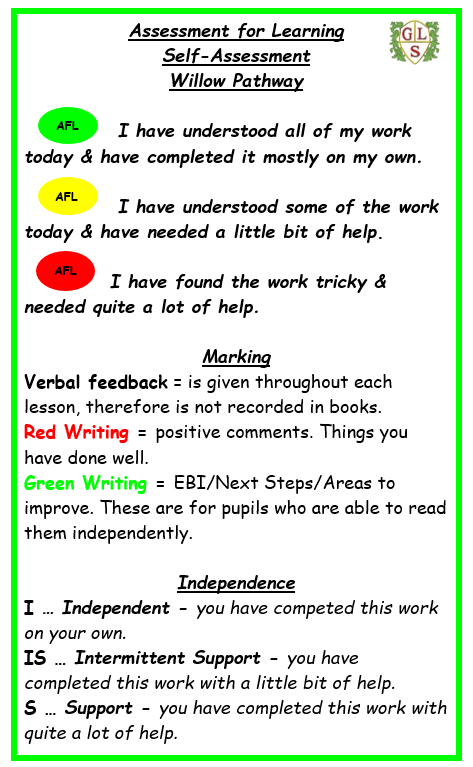 Assessment for Learning
Self-Assessment
Willow Pathway
GL
S
AFL
I have understood all of my work
today & have completed it mostly on my own.
AFL
I have understood some of the work
today & have needed a little bit of help.
AFL
I have found the work tricky &
needed quite a lot of help.
Marking
Verbal feedback = is given throughout each
lesson, therefore is not recorded in books.
Red Writing = positive comments. Things you
have done well.
Green Writing = EBI/Next Steps/Areas to
improve. These are for pupils who are able to read
them independently.
Independence
I … Independent - you have competed this work
on your own.
IS … Intermittent Support - you have
completed this work with a little bit of help.
S … Support - you have completed this work with
quite a lot of help.